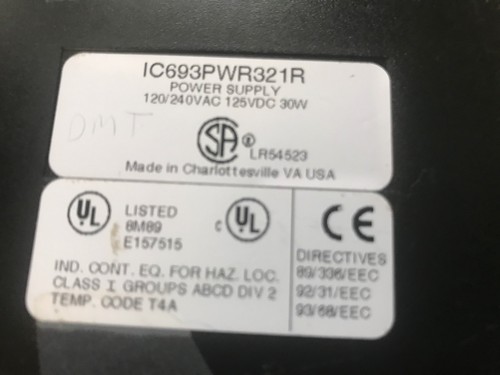 IC693PWR321R
POWER SUPPLY
120/240VAC 125VDC 30W
DMT
SA ®
LR54523
Made in Charlottesville VA USA
UL
LISTED
8M89
E157515
c UL
CE
IND. CONT. EQ. FOR HAZ. LOC.
CLASS I GROUPS ABCD DIV 2
TEMP. CODE T4A
DIRECTIVES
89/336/EEC
92/31/EEC
93/68/EEC